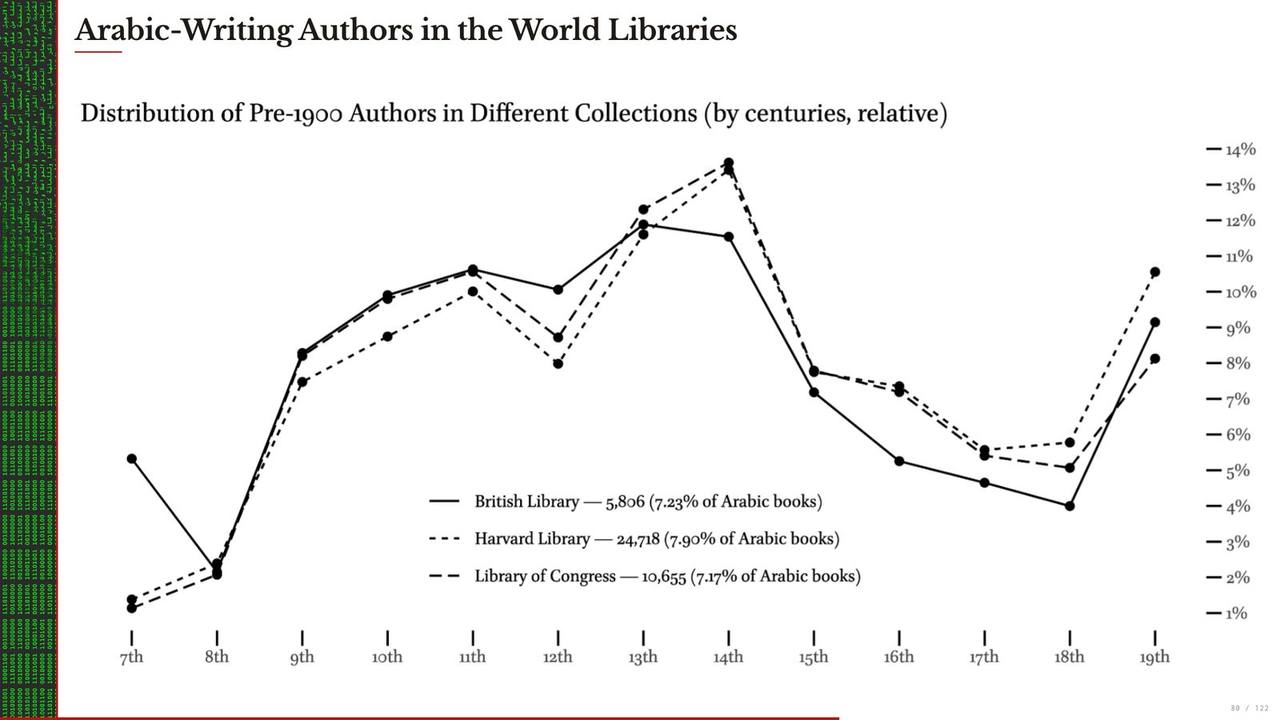 Arabic-Writing Authors in the World Libraries
Distribution of Pre-1900 Authors in Different Collections (by centuries, relative)
14%
13%
12%
11%
10%
9%
8%
7%
6%
5%
4%
3%
2%
1%
British Library — 5,806 (7.23% of Arabic books)
Harvard Library — 24,718 (7.90% of Arabic books)
Library of Congress — 10,655 (7.17% of Arabic books)
7th 8th 9th 10th 11th 12th 13th 14th 15th 16th 17th 18th 19th
80 / 122